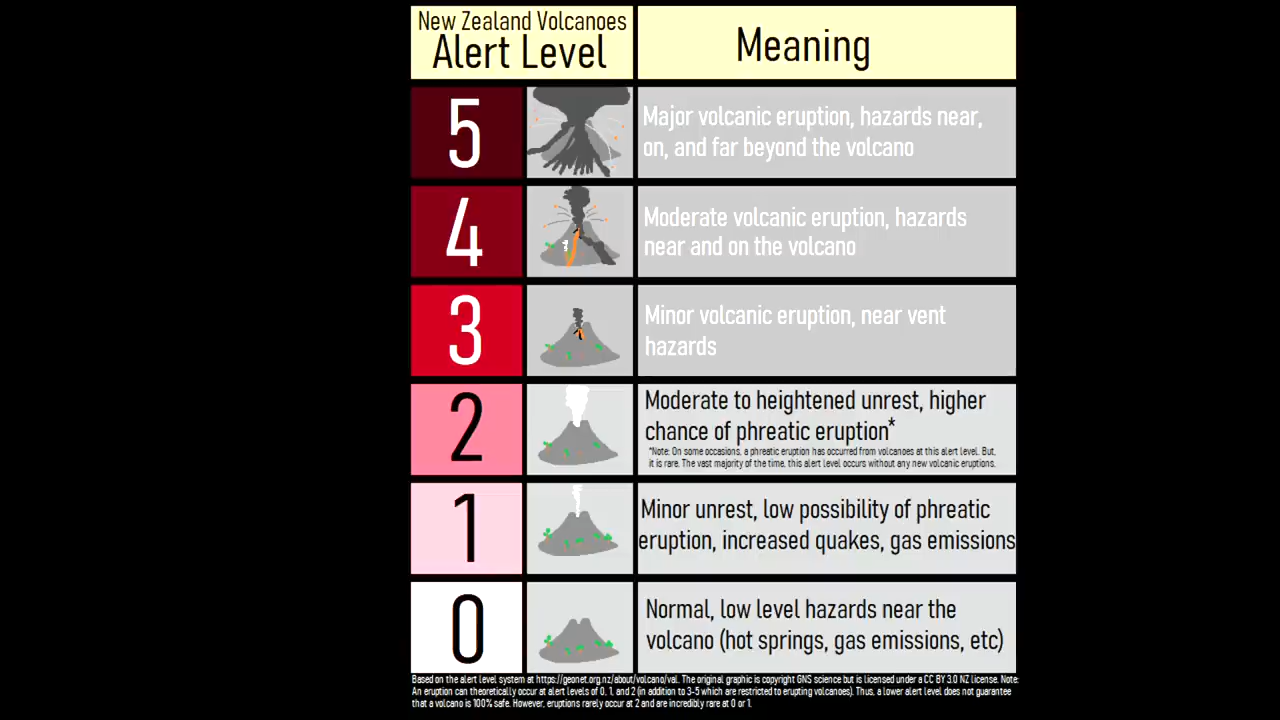 New Zealand Volcanoes
Alert Level
Meaning
5
Major volcanic eruption, hazards near,
on, and far beyond the volcano
4
Moderate volcanic eruption, hazards
near and on the volcano
3
Minor volcanic eruption, near vent
hazards
2
Moderate to heightened unrest, higher
chance of phreatic eruption*
*Note: On some occasions, a phreatic eruption has occurred from volcanoes at this alert level. But,
it is rare. The vast majority of the time, this alert level occurs without any new volcanic eruptions.
1
Minor unrest, low possibility of phreatic
eruption, increased quakes, gas emissions
0
Normal, low level hazards near the
volcano (hot springs, gas emissions, etc)
Based on the alert level system at https://geonet.org.nz/about/volcano/val. The original graphic is copyright GNS science but is licensed under a CC BY 3.0 NZ license. Note:
An eruption can theoretically occur at alert levels of 0, 1, and 2 (in addition to 3-5 which are restricted to erupting volcanoes). Thus, a lower alert level does not guarantee
that a volcano is 100% safe. However, eruptions rarely occur at 2 and are incredibly rare at 0 or 1.